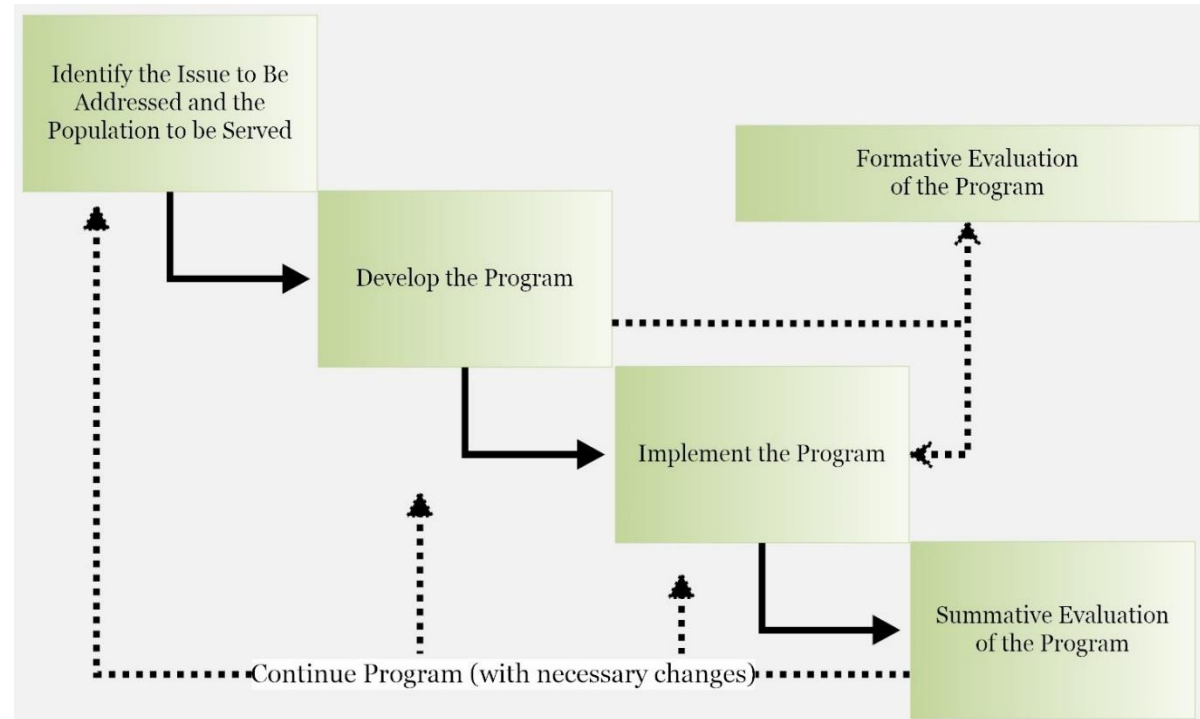 Identify the Issue to Be
Addressed and the
Population to be Served
Formative Evaluation
of the Program
Develop the Program
Implement the Program
Summative Evaluation
of the Program
Continue Program (with necessary changes)